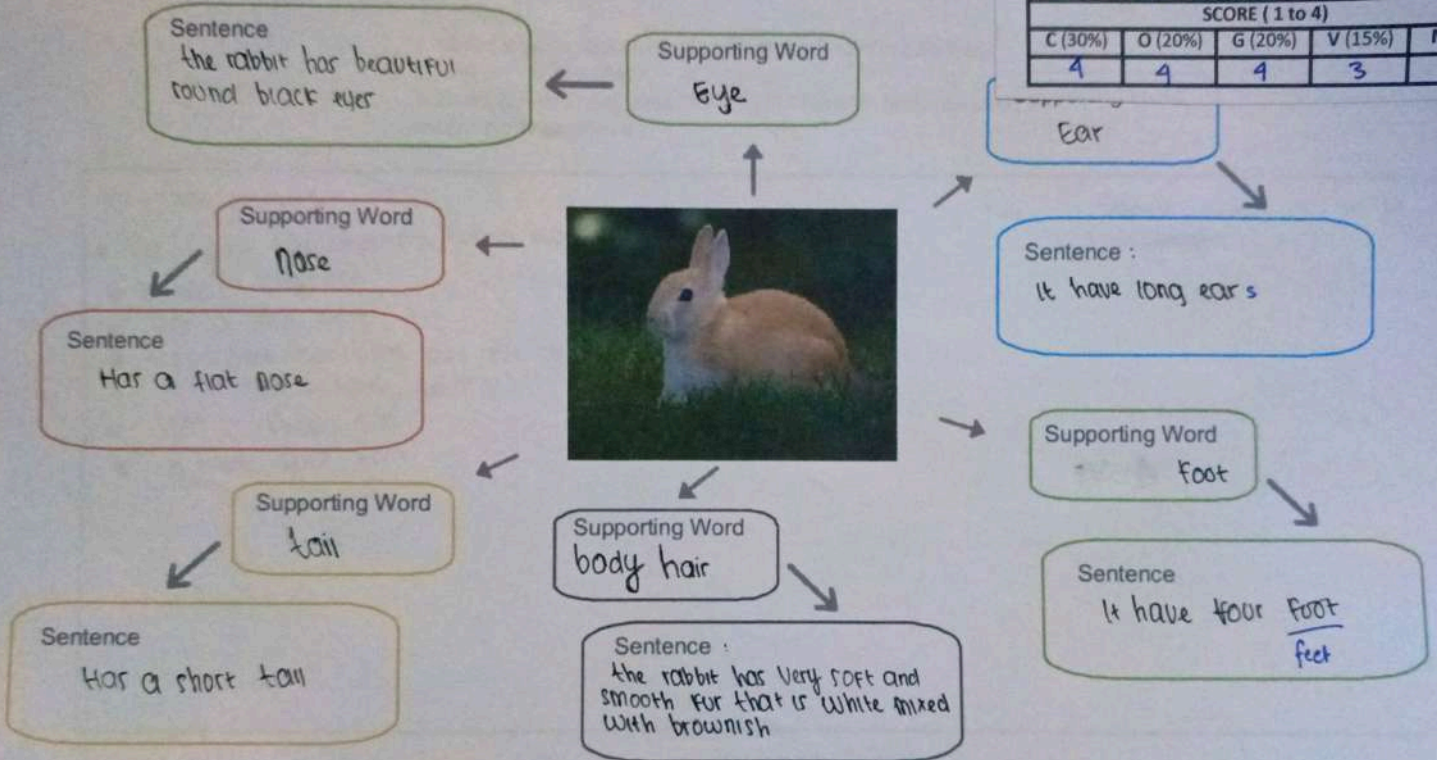 SCORE ( 1 to 4)
C (30%) O (20%) G (20%) V (15%)
4 4 4 3
Supporting Word
Eye
Sentence
the rabbit has beautiful
round black eyes
Ear
Sentence :
It have long ears
Supporting Word
nose
Sentence
Has a flat nose
Supporting Word
foot
Sentence
It have four foot
feet
Supporting Word
tail
Sentence
Has a short tail
Supporting Word
body hair
Sentence :
the rabbit has very soft and
smooth fur that is white mixed
with brownish